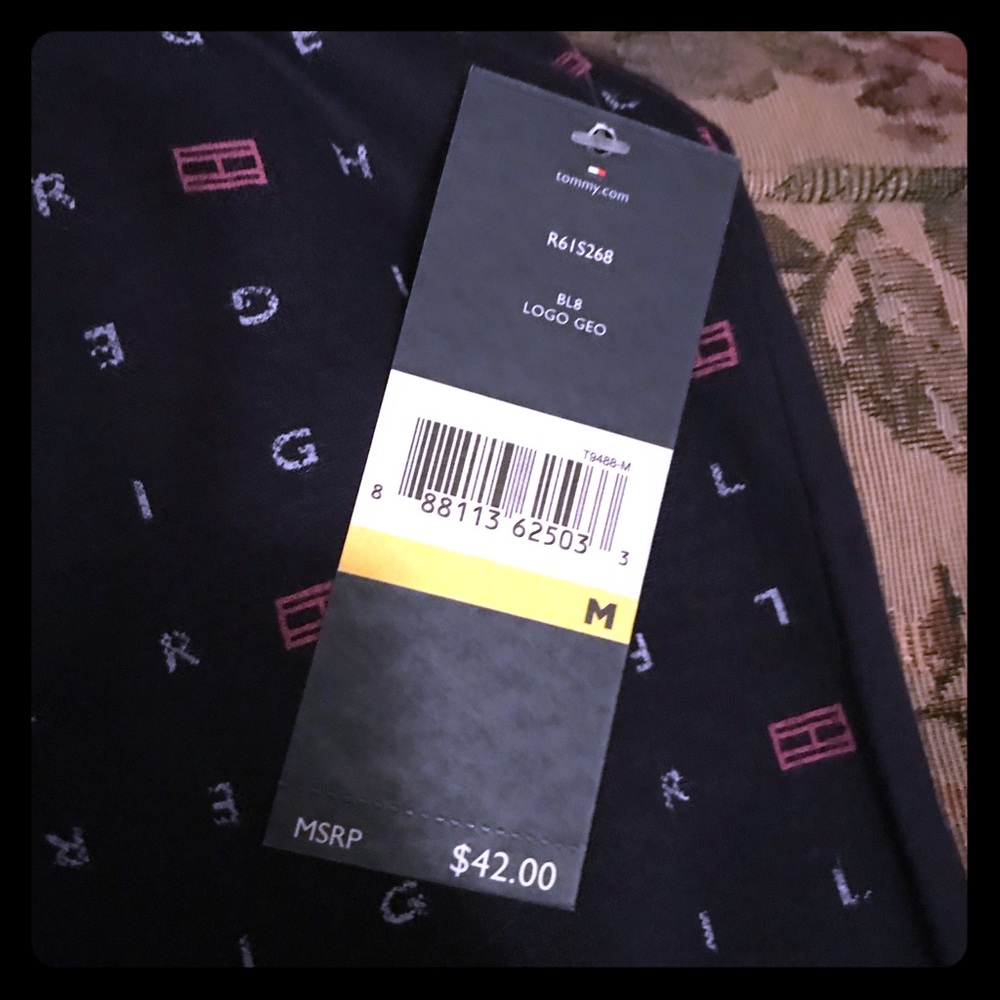 tommy.com
R61S268
BL8
LOGO GEO
T9488-M
8 88113 62503 3
M
MSRP $42.00
G E
R H H
G
E
G
I L
R L
E
H
E R
R L
G
I